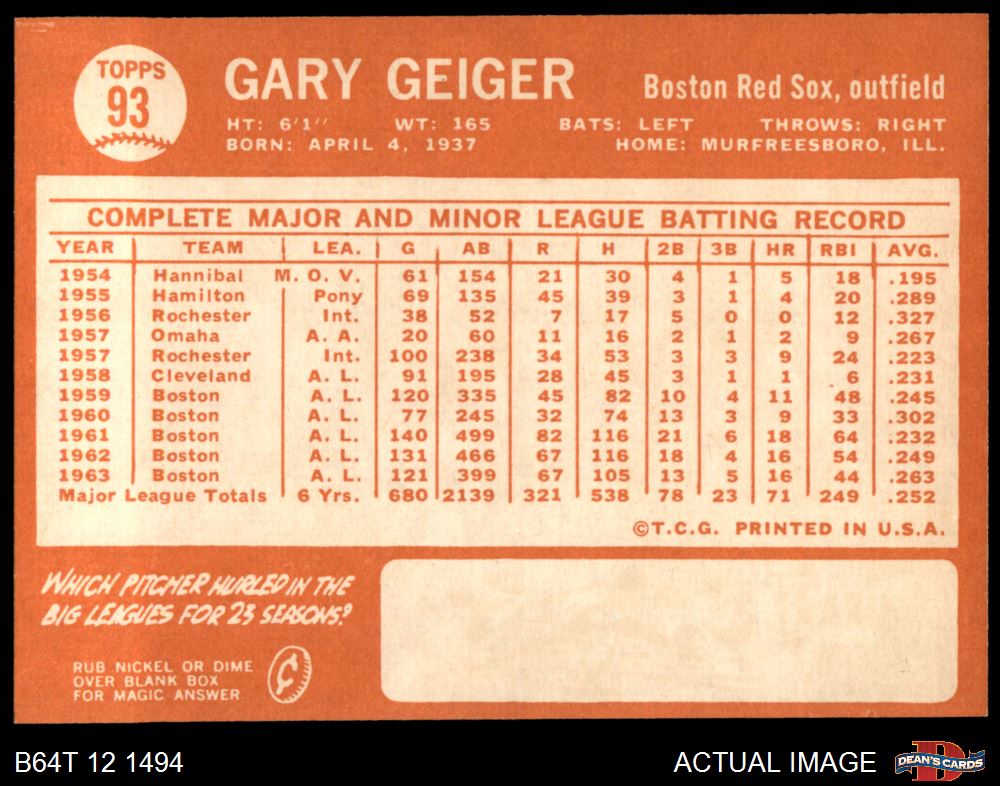 TOPPS
93
GARY GEIGER
Boston Red Sox, outfield
HT: 6'1" WT: 165 BATS: LEFT THROWS: RIGHT
BORN: APRIL 4, 1937 HOME: MURFREESBORO, ILL.
COMPLETE MAJOR AND MINOR LEAGUE BATTING RECORD
YEAR TEAM LEA. G AB R H 2B 3B HR RBI AVG.
1954 Hannibal M. O. V. 61 154 21 30 4 1 5 18 .195
1955 Hamilton Pony 69 135 45 39 3 1 4 20 .289
1956 Rochester Int. 38 52 7 17 5 0 0 12 .327
1957 Omaha A. A. 20 60 11 16 2 1 2 9 .267
1957 Rochester Int. 100 238 34 53 3 3 9 24 .223
1958 Cleveland A. L. 91 195 28 45 3 1 1 6 .231
1959 Boston A. L. 120 335 45 82 10 4 11 48 .245
1960 Boston A. L. 77 245 32 74 13 3 9 33 .302
1961 Boston A. L. 140 499 82 116 21 6 18 64 .232
1962 Boston A. L. 131 466 67 116 18 4 16 54 .249
1963 Boston A. L. 121 399 67 105 13 5 16 44 .263
Major League Totals 6 Yrs. 680 2139 321 538 78 23 71 249 .252
©T.C.G. PRINTED IN U.S.A.
WHICH PITCHER HURLED IN THE
BIG LEAGUES FOR 23 SEASONS?
RUB NICKEL OR DIME
OVER BLANK BOX
FOR MAGIC ANSWER
¢
B64T 12 1494
ACTUAL IMAGE
D
DEAN'S CARDS